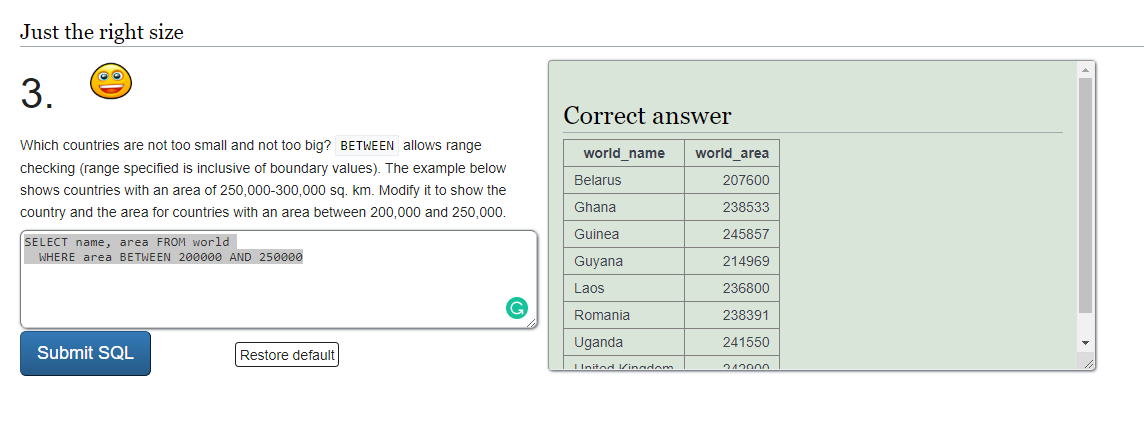 Just the right size
3.
Which countries are not too small and not too big? BETWEEN allows range
checking (range specified is inclusive of boundary values). The example below
shows countries with an area of 250,000-300,000 sq. km. Modify it to show the
country and the area for countries with an area between 200,000 and 250,000.
SELECT name, area FROM world
WHERE area BETWEEN 200000 AND 250000
Submit SQL
Restore default
Correct answer
world_name world_area
Belarus 207600
Ghana 238533
Guinea 245857
Guyana 214969
Laos 236800
Romania 238391
Uganda 241550
United Kingdom 242900